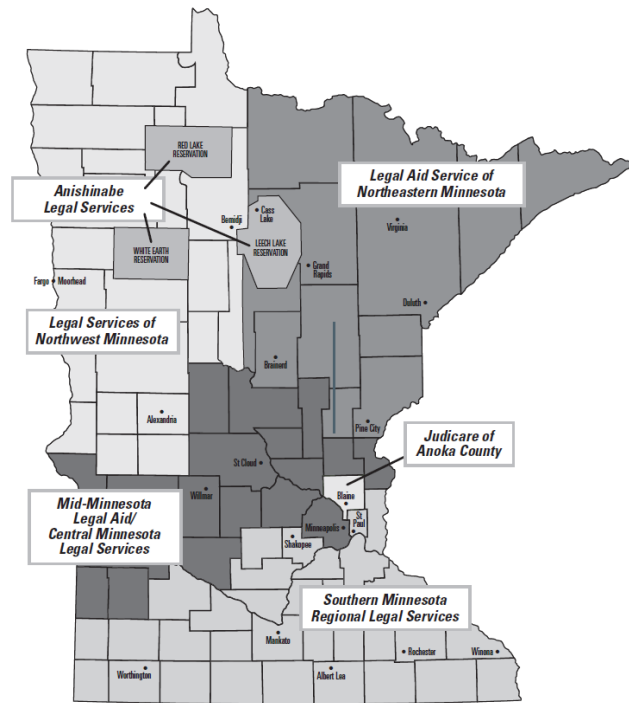 RED LAKE
RESERVATION
Legal Aid Service of
Northeastern Minnesota
Anishinabe
Legal Services
Cass
Lake
Bemidji
Virginia
WHITE EARTH
RESERVATION
LEECH LAKE
RESERVATION
Grand
Rapids
Fargo
Moorhead
Duluth
Legal Services of
Northwest Minnesota
Brainerd
Alexandria
Pine City
Judicare of
Anoka County
St Cloud
Willmar
Blaine
Mid-Minnesota
Legal Aid/
Central Minnesota
Legal Services
St
Paul
Minneapolis
Shakopee
Southern Minnesota
Regional Legal Services
Mankato
Rochester
Winona
Worthington
Albert Lea